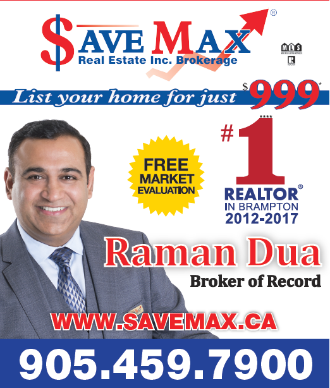 $AVE MAX®
Real Estate Inc. Brokerage
List your home for just $999*
FREE
MARKET
EVALUATION
#1
REALTOR®
IN BRAMPTON
2012-2017
Raman Dua
Broker of Record
WWW.SAVEMAX.CA
905.459.7900